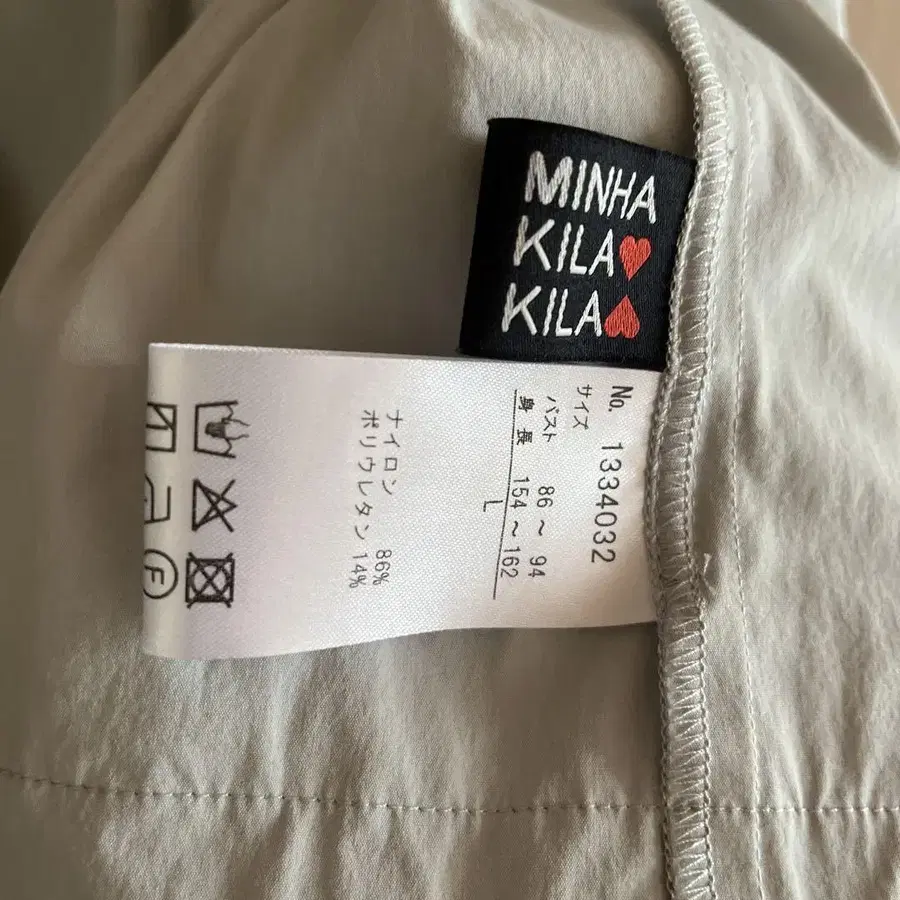 MINHA
KILA♥
KILA♥
No. 1334032
サイズ
バスト 86～94
身長 154～162
L
ナイロン 86%
ポリウレタン 14%
F